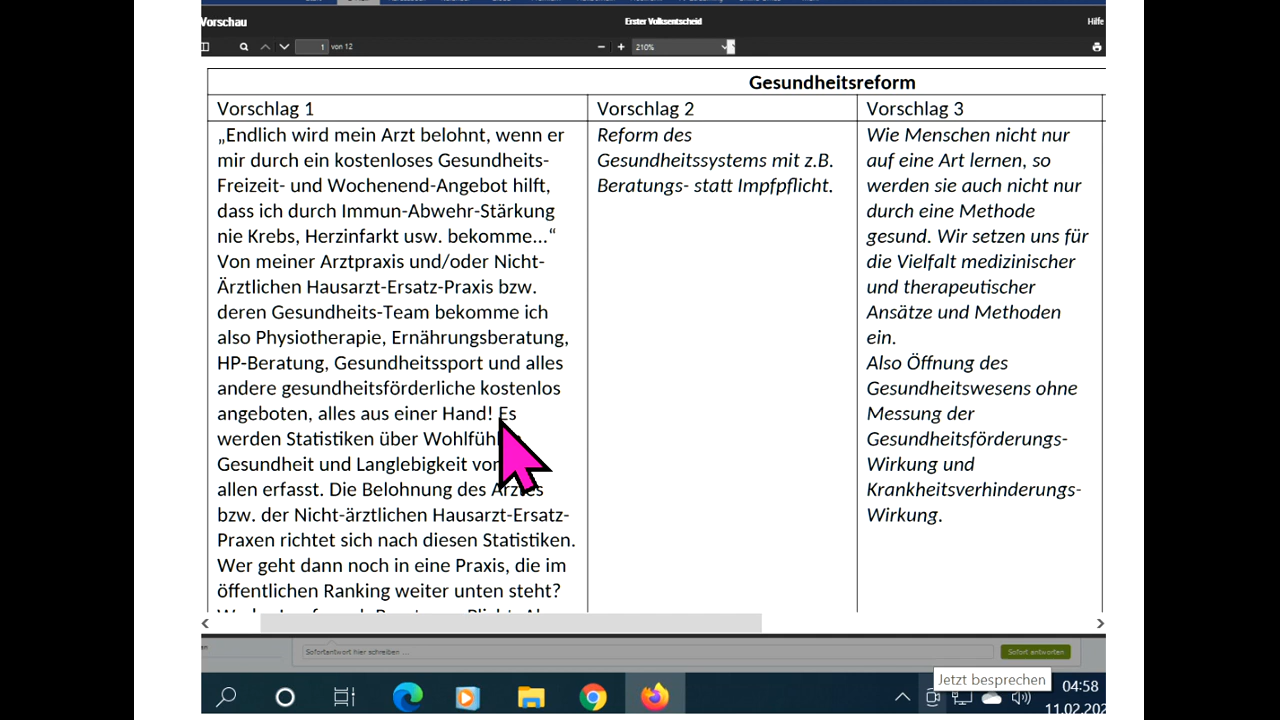 Vorschau
Erster Volksentscheid
Hilfe
1 von 12
210%
Gesundheitsreform
Vorschlag 1
„Endlich wird mein Arzt belohnt, wenn er
mir durch ein kostenloses Gesundheits-
Freizeit- und Wochenend-Angebot hilft,
dass ich durch Immun-Abwehr-Stärkung
nie Krebs, Herzinfarkt usw. bekomme...“
Von meiner Arztpraxis und/oder Nicht-
Ärztlichen Hausarzt-Ersatz-Praxis bzw.
deren Gesundheits-Team bekomme ich
also Physiotherapie, Ernährungsberatung,
HP-Beratung, Gesundheitssport und alles
andere gesundheitsförderliche kostenlos
angeboten, alles aus einer Hand! Es
werden Statistiken über
Gesundheit und Langlebigkeit
allen erfasst. Die Belohnung des Arztes
bzw. der Nicht-ärztlichen Hausarzt-Ersatz-
Praxen richtet sich nach diesen Statistiken.
Wer geht dann noch in eine Praxis, die im
öffentlichen Ranking weiter unten steht?
Vorschlag 2
Reform des
Gesundheitssystems mit z.B.
Beratungs- statt Impfpflicht.
Vorschlag 3
Wie Menschen nicht nur
auf eine Art lernen, so
werden sie auch nicht nur
durch eine Methode
gesund. Wir setzen uns für
die Vielfalt medizinischer
und therapeutischer
Ansätze und Methoden
ein.
Also Öffnung des
Gesundheitswesens ohne
Messung der
Gesundheitsförderungs-
Wirkung und
Krankheitsverhinderungs-
Wirkung.
Sofortantwort hier schreiben ...
Sofort antworten
Jetzt besprechen
04:58
11.02.202